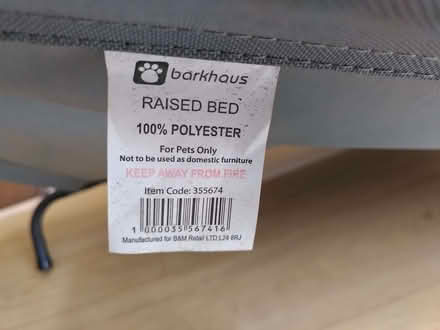 barkhaus
RAISED BED
100% POLYESTER
For Pets Only
Not to be used as domestic furniture
KEEP AWAY FROM FIRE
Item Code: 355674
1 000035 567416
Manufactured for B&M Retail LTD L24 8RJ